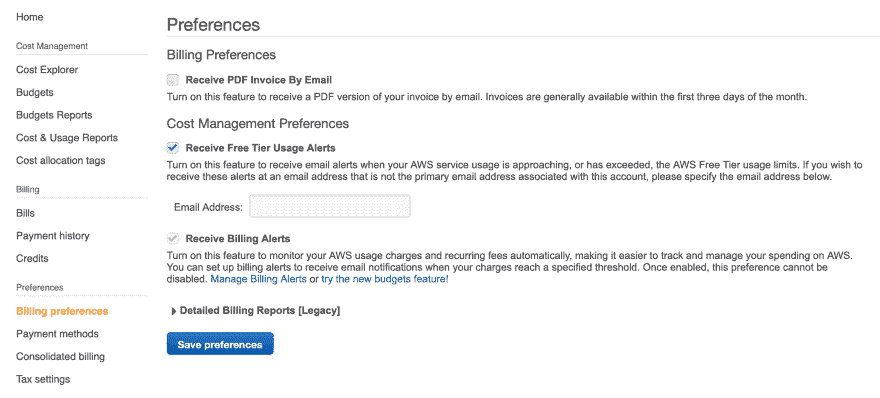 Home
Cost Management
Cost Explorer
Budgets
Budgets Reports
Cost & Usage Reports
Cost allocation tags
Billing
Bills
Payment history
Credits
Preferences
Billing preferences
Payment methods
Consolidated billing
Tax settings
Preferences
Billing Preferences
Receive PDF Invoice By Email
Turn on this feature to receive a PDF version of your invoice by email. Invoices are generally available within the first three days of the month.
Cost Management Preferences
Receive Free Tier Usage Alerts
Turn on this feature to receive email alerts when your AWS service usage is approaching, or has exceeded, the AWS Free Tier usage limits. If you wish to
receive these alerts at an email address that is not the primary email address associated with this account, please specify the email address below.
Email Address:
Receive Billing Alerts
Turn on this feature to monitor your AWS usage charges and recurring fees automatically, making it easier to track and manage your spending on AWS.
You can set up billing alerts to receive email notifications when your charges reach a specified threshold. Once enabled, this preference cannot be
disabled. Manage Billing Alerts or try the new budgets feature!
Detailed Billing Reports [Legacy]
Save preferences